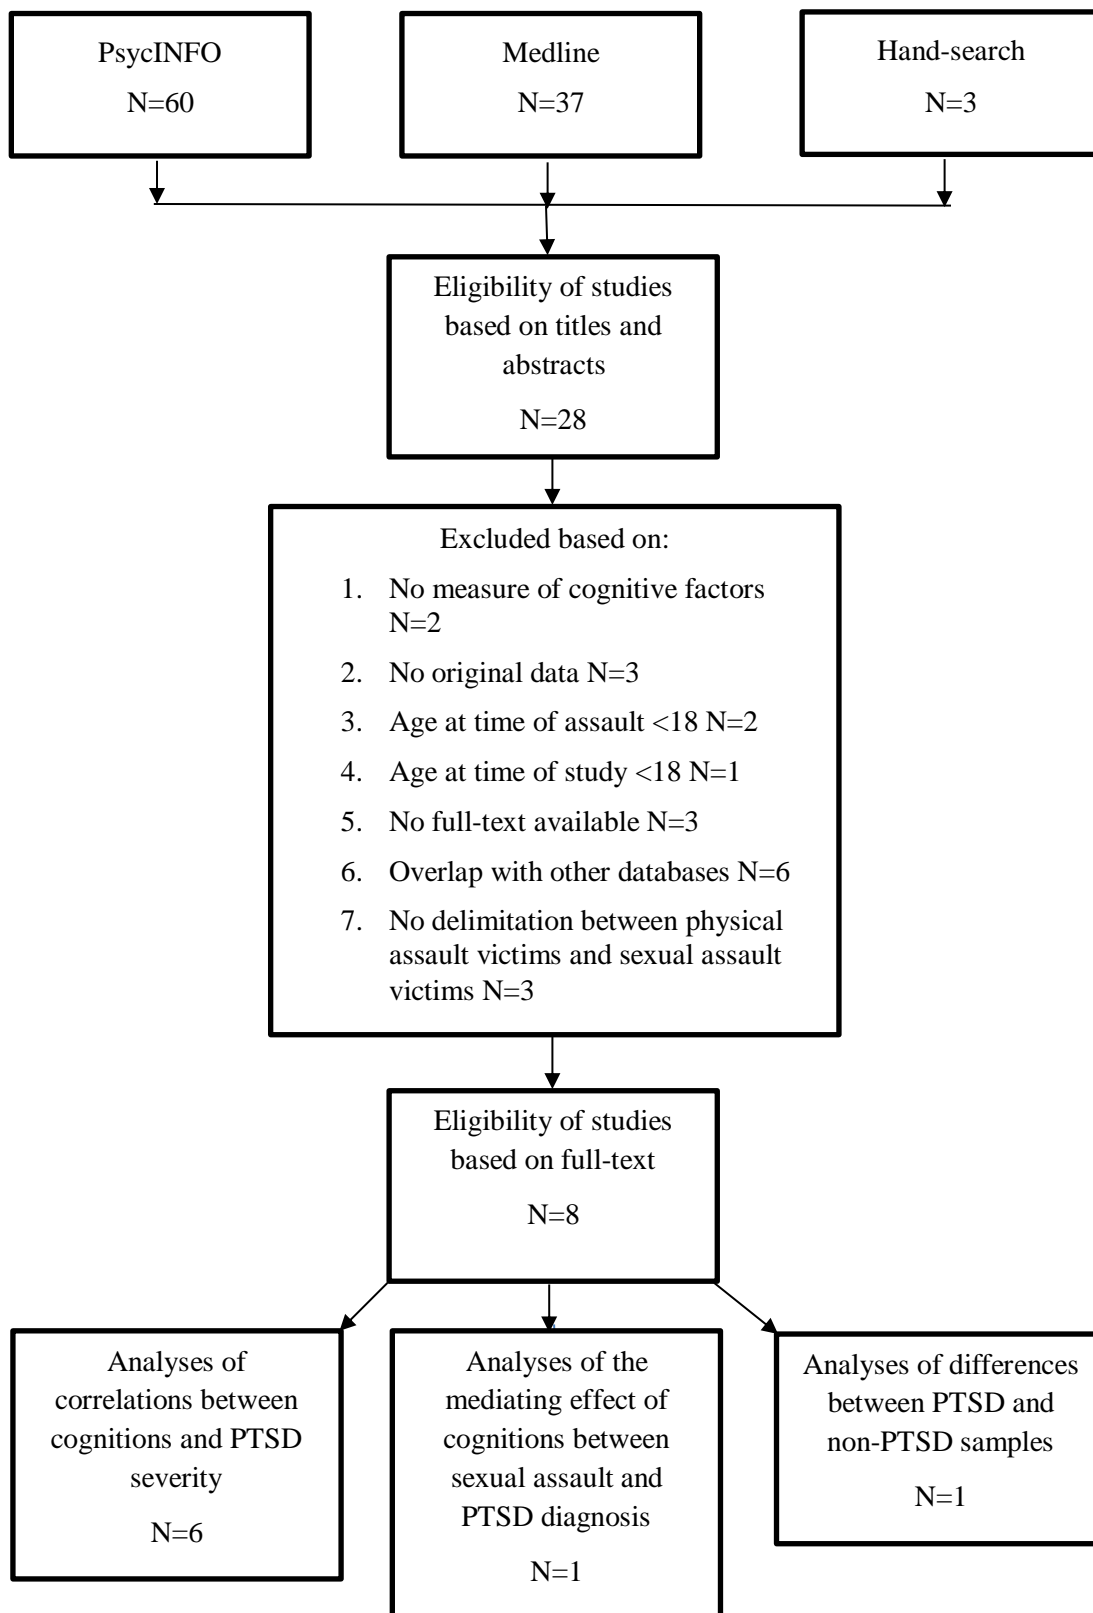 PsycINFO
N=60
Medline
N=37
Hand-search
N=3
Eligibility of studies
based on titles and
abstracts
N=28
Excluded based on:
1. No measure of cognitive factors
N=2
2. No original data N=3
3. Age at time of assault <18 N=2
4. Age at time of study <18 N=1
5. No full-text available N=3
6. Overlap with other databases N=6
7. No delimitation between physical
assault victims and sexual assault
victims N=3
Eligibility of studies
based on full-text
N=8
Analyses of
correlations between
cognitions and PTSD
severity
N=6
Analyses of the
mediating effect of
cognitions between
sexual assault and
PTSD diagnosis
N=1
Analyses of differences
between PTSD and
non-PTSD samples
N=1